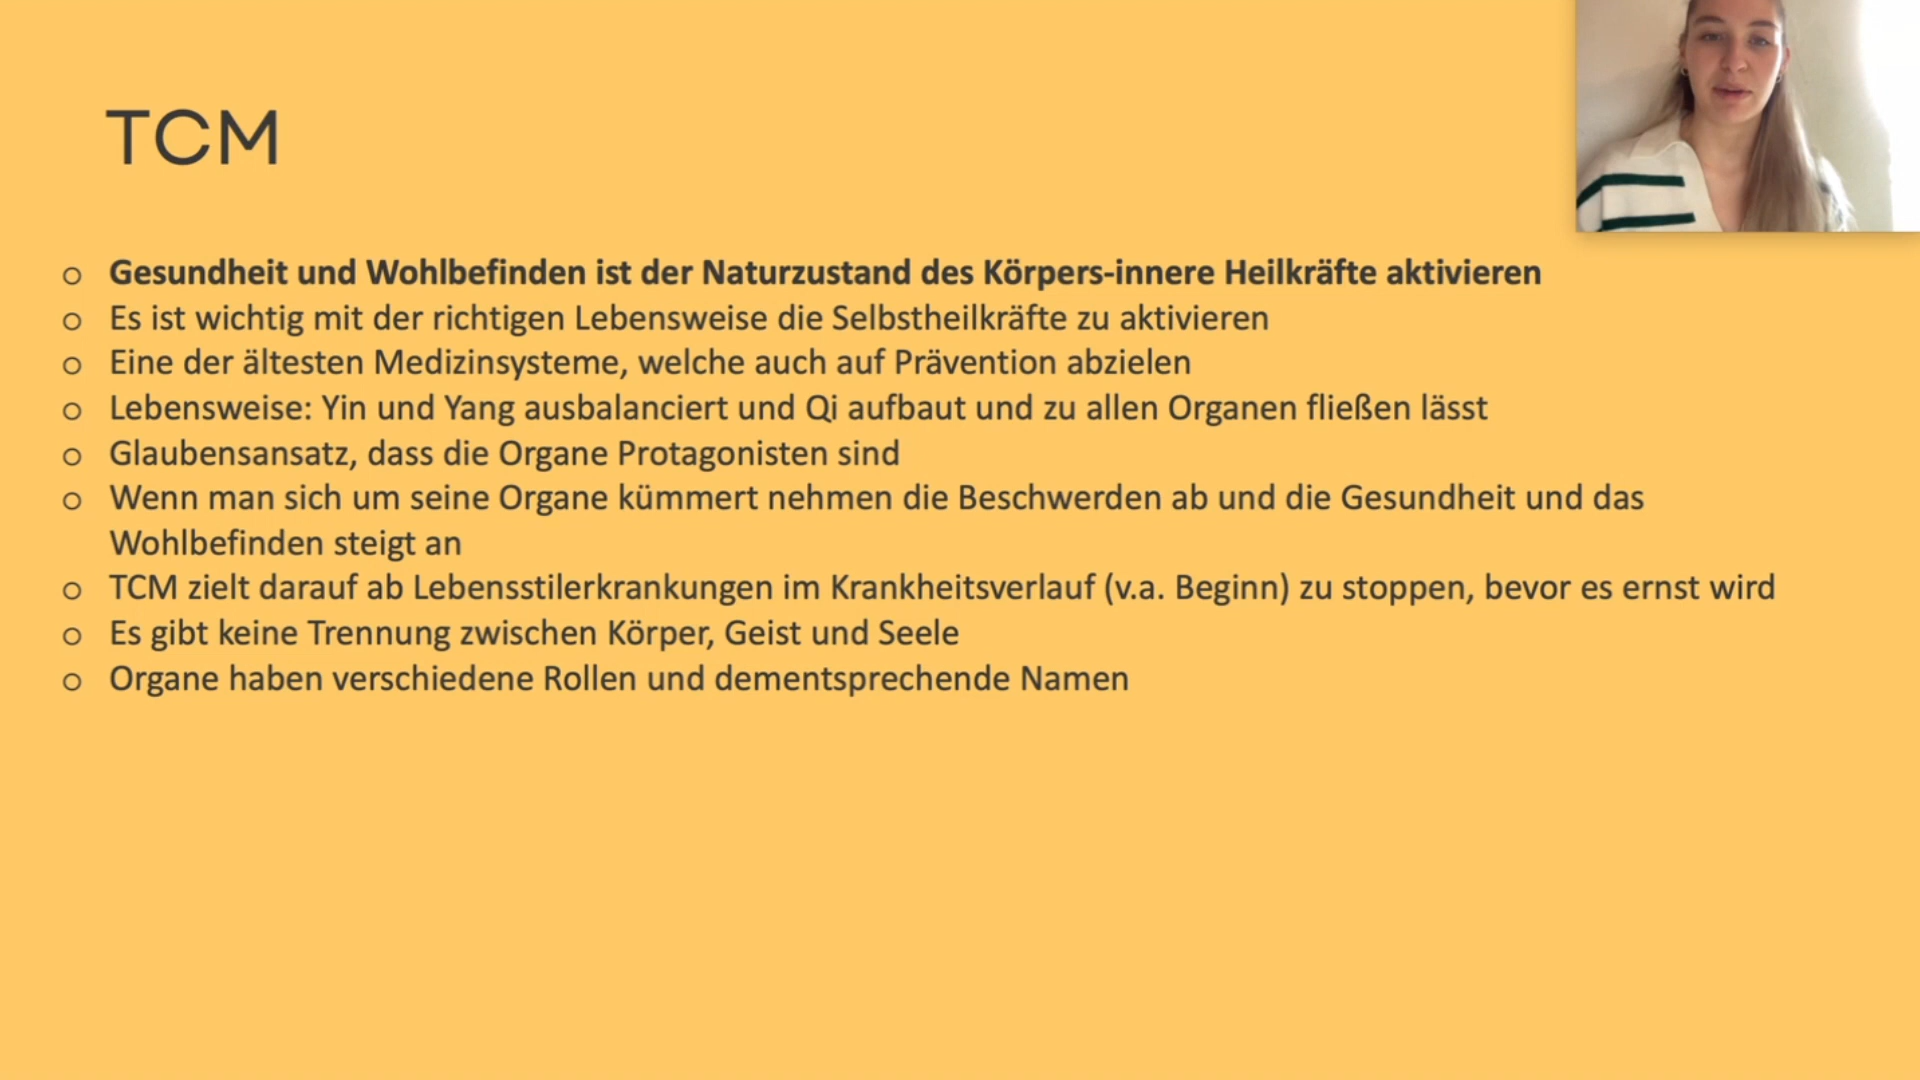 TCM
Gesundheit und Wohlbefinden ist der Naturzustand des Körpers-innere Heilkräfte aktivieren
Es ist wichtig mit der richtigen Lebensweise die Selbstheilkräfte zu aktivieren
Eine der ältesten Medizinsysteme, welche auch auf Prävention abzielen
Lebensweise: Yin und Yang ausbalanciert und Qi aufbaut und zu allen Organen fließen lässt
Glaubensansatz, dass die Organe Protagonisten sind
Wenn man sich um seine Organe kümmert nehmen die Beschwerden ab und die Gesundheit und das
Wohlbefinden steigt an
TCM zielt darauf ab Lebensstilerkrankungen im Krankheitsverlauf (v.a. Beginn) zu stoppen, bevor es ernst wird
Es gibt keine Trennung zwischen Körper, Geist und Seele
Organe haben verschiedene Rollen und dementsprechende Namen